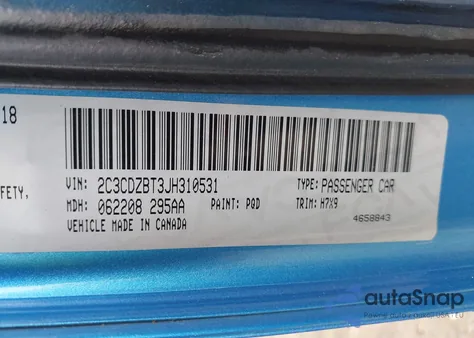 18
VIN: 2C3CDZBT3JH310531 TYPE: PASSENGER CAR
FETY, MDH: 062208 295AA PAINT: PQD TRIM: H7X9
VEHICLE MADE IN CANADA 4658843
autoSnap